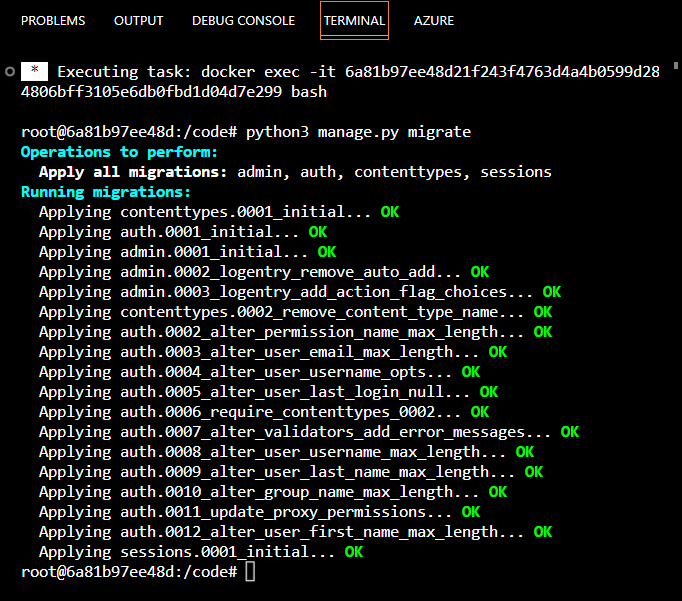 PROBLEMS OUTPUT DEBUG CONSOLE TERMINAL AZURE
* Executing task: docker exec -it 6a81b97ee48d21f243f4763d4a4b0599d28
4806bff3105e6db0fbd1d04d7e299 bash
root@6a81b97ee48d:/code# python3 manage.py migrate
Operations to perform:
Apply all migrations: admin, auth, contenttypes, sessions
Running migrations:
Applying contenttypes.0001_initial... OK
Applying auth.0001_initial... OK
Applying admin.0001_initial... OK
Applying admin.0002_logentry_remove_auto_add... OK
Applying admin.0003_logentry_add_action_flag_choices... OK
Applying contenttypes.0002_remove_content_type_name... OK
Applying auth.0002_alter_permission_name_max_length... OK
Applying auth.0003_alter_user_email_max_length... OK
Applying auth.0004_alter_user_username_opts... OK
Applying auth.0005_alter_user_last_login_null... OK
Applying auth.0006_require_contenttypes_0002... OK
Applying auth.0007_alter_validators_add_error_messages... OK
Applying auth.0008_alter_user_username_max_length... OK
Applying auth.0009_alter_user_last_name_max_length... OK
Applying auth.0010_alter_group_name_max_length... OK
Applying auth.0011_update_proxy_permissions... OK
Applying auth.0012_alter_user_first_name_max_length... OK
Applying sessions.0001_initial... OK
root@6a81b97ee48d:/code#